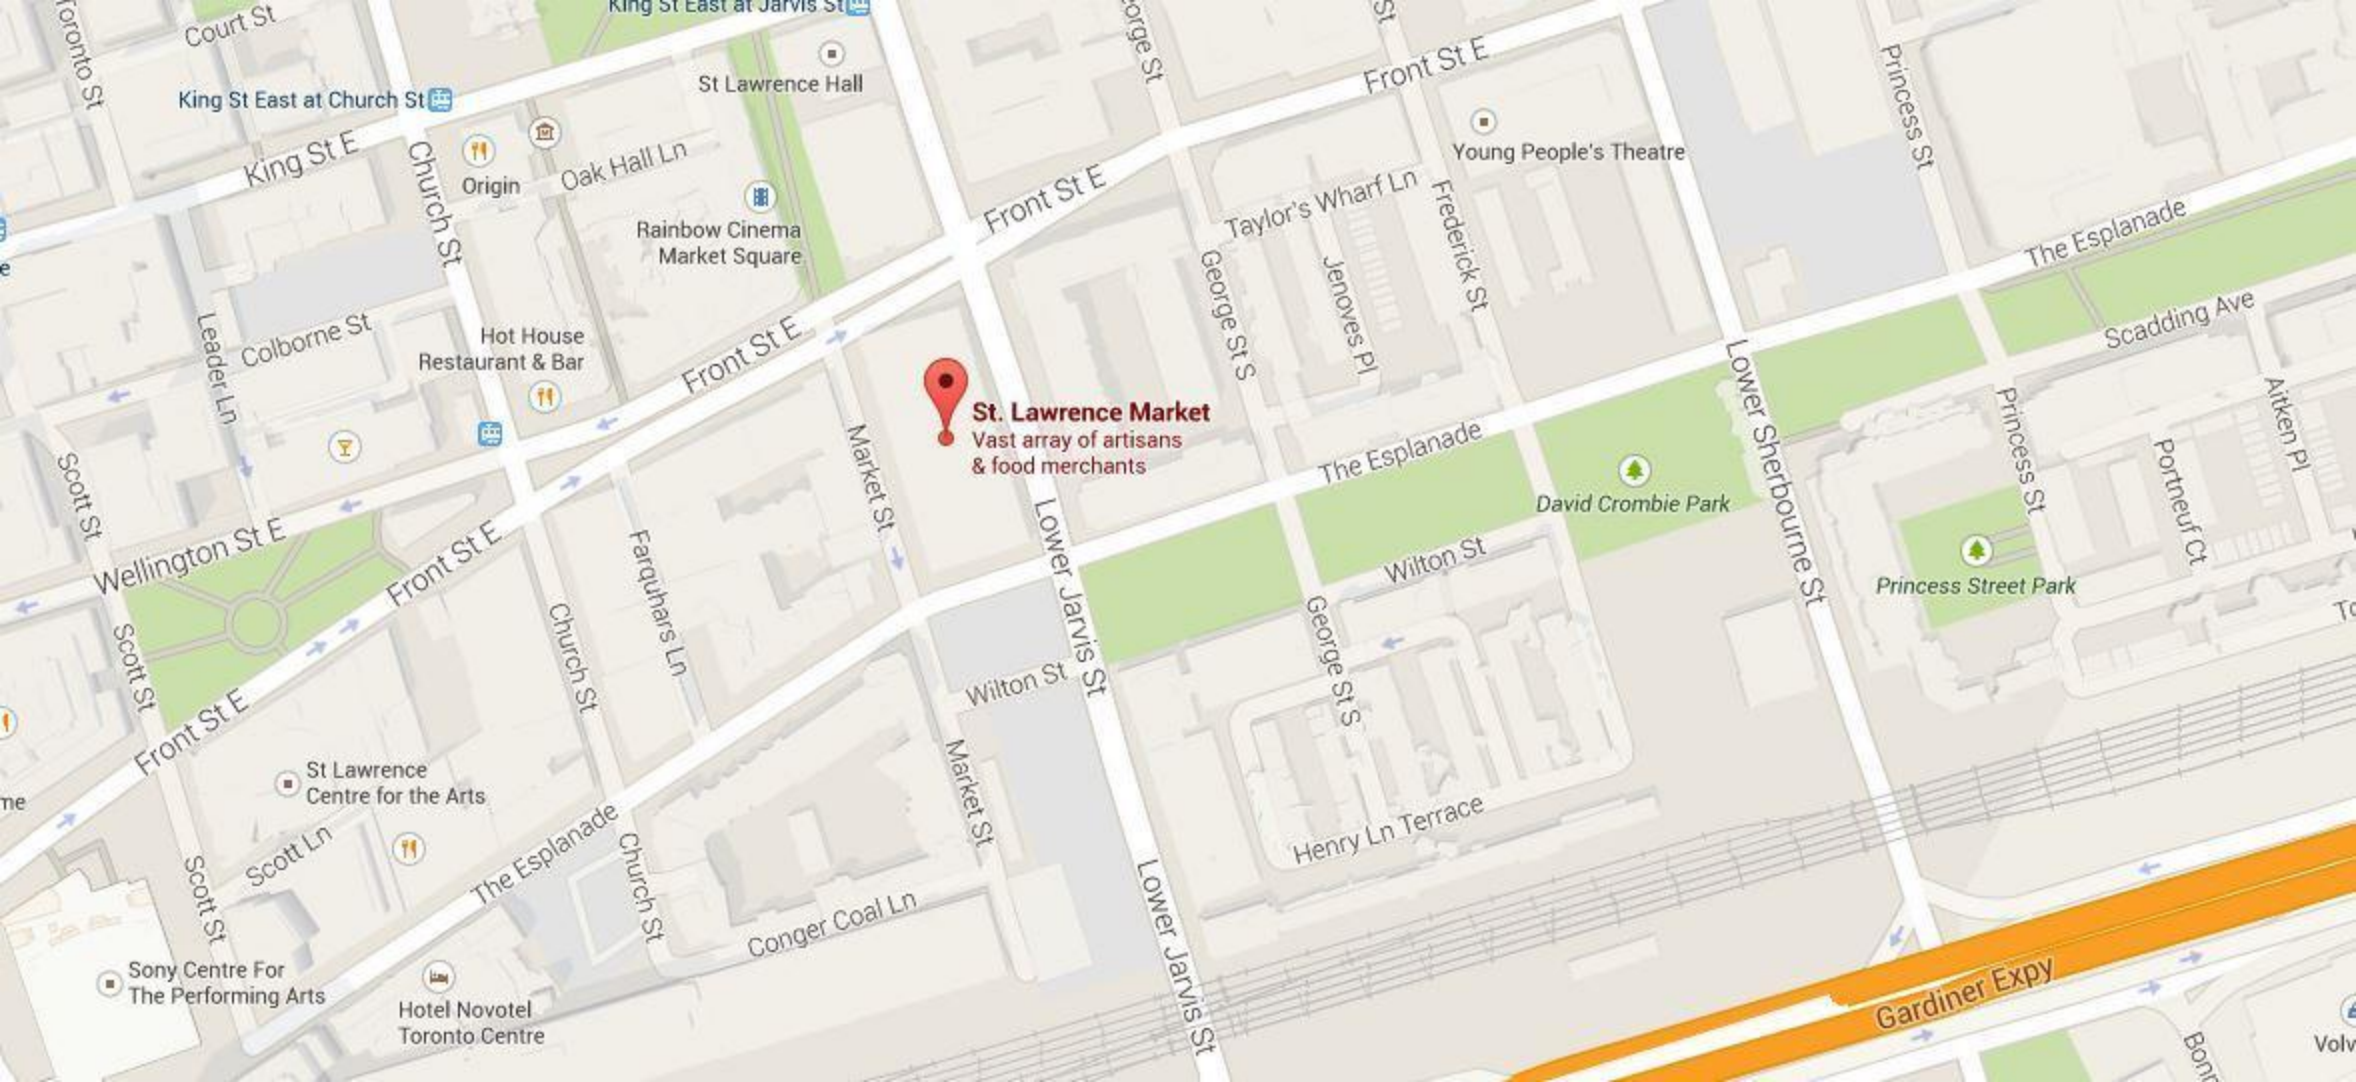 King St East at Jarvis St
Court St
Toronto St
St Lawrence Hall
King St East at Church St
King St E
Church St
Origin
Oak Hall Ln
Rainbow Cinema
Market Square
Front St E
Front St E
George St
St
Young People's Theatre
Princess St
Taylor's Wharf Ln
Frederick St
George St S
Jenoves Pl
The Esplanade
Scadding Ave
Leader Ln
Colborne St
Hot House
Restaurant & Bar
Front St E
St. Lawrence Market
Vast array of artisans
& food merchants
Market St
The Esplanade
Lower Sherbourne St
David Crombie Park
Princess St
Aitken Pl
Portneuf Ct
Princess Street Park
Scott St
Wellington St E
Front St E
Farquhars Ln
Lower Jarvis St
Wilton St
George St S
Scott St
Church St
Wilton St
Front St E
St Lawrence
Centre for the Arts
Market St
Scott Ln
Scott St
The Esplanade
Church St
Conger Coal Ln
Henry Ln Terrace
Lower Jarvis St
Sony Centre For
The Performing Arts
Hotel Novotel
Toronto Centre
Gardiner Expy